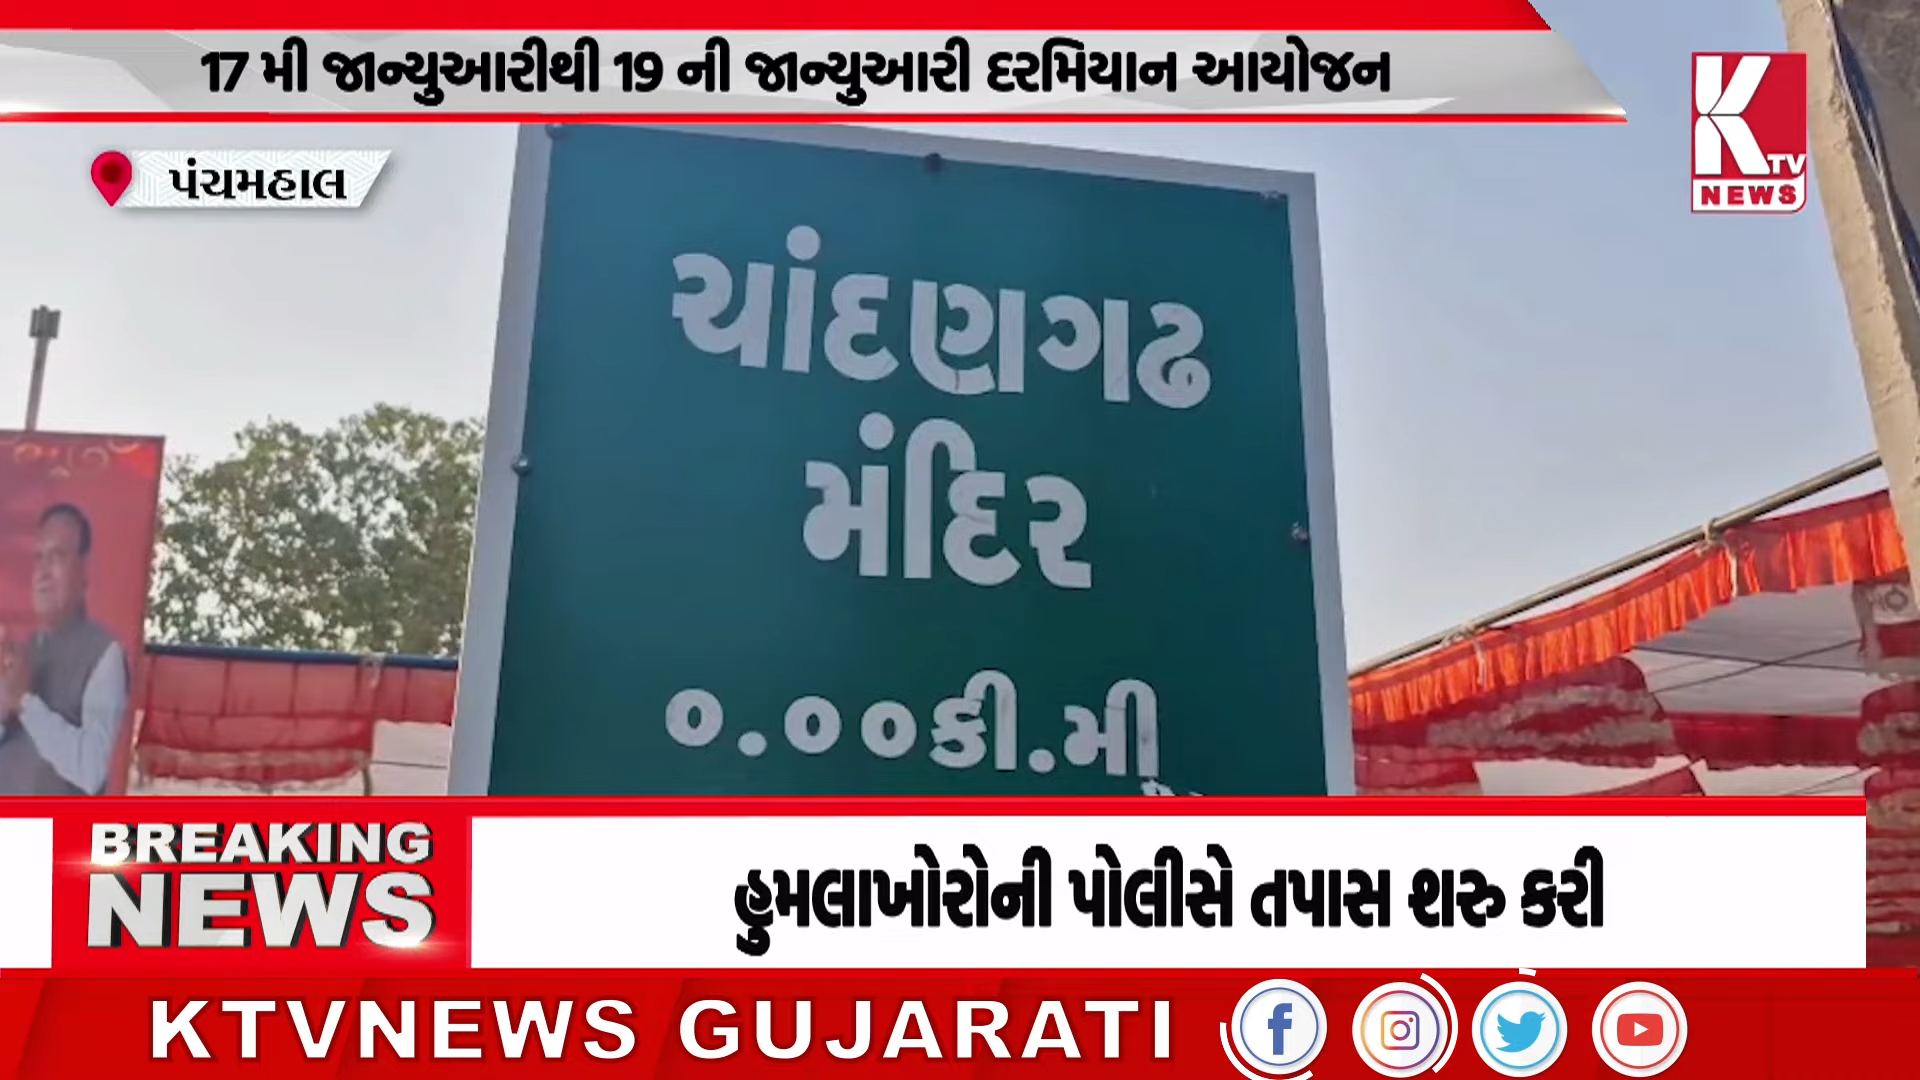 17 મી જાન્યુઆરીથી 19 ની જાન્યુઆરી દરમિયાન આયોજન
પંચમહાલ
K TV
NEWS
ચાંદણગઢ
મંદિર
૦.૦૦કી.મી
BREAKING
NEWS
હુમલાખોરોની પોલીસે તપાસ શરુ કરી
KTVNEWS GUJARATI